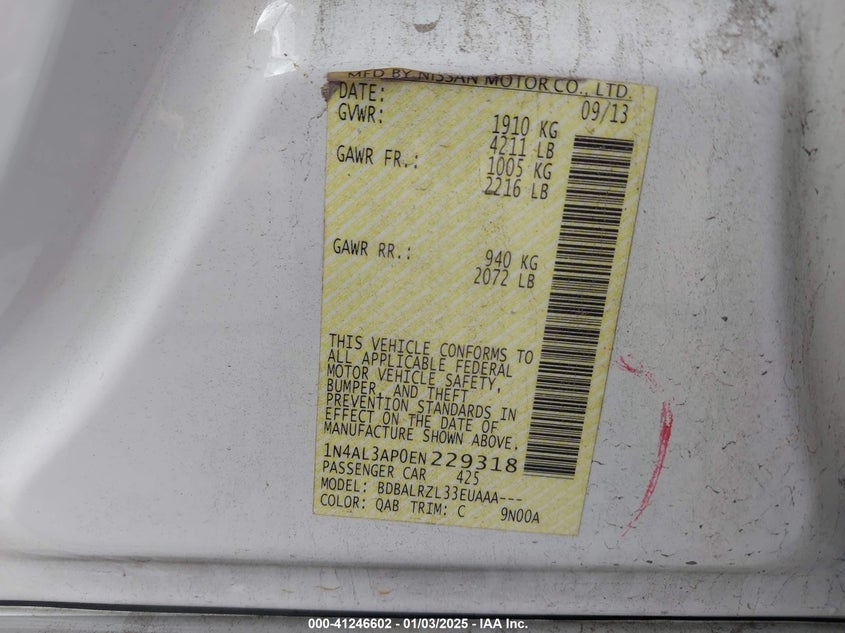 MFD BY NISSAN MOTOR CO., LTD.
DATE: 09/13
GVWR: 1910 KG
4211 LB
GAWR FR.: 1005 KG
2216 LB
GAWR RR.: 940 KG
2072 LB
THIS VEHICLE CONFORMS TO
ALL APPLICABLE FEDERAL
MOTOR VEHICLE SAFETY,
BUMPER, AND THEFT
PREVENTION STANDARDS IN
EFFECT ON THE DATE OF
MANUFACTURE SHOWN ABOVE.
1N4AL3AP0EN229318
PASSENGER CAR 425
MODEL: BDBALRZL33EUAAA---
COLOR: QAB TRIM: C 9N00A
000-41246602 - 01/03/2025 - IAA Inc.